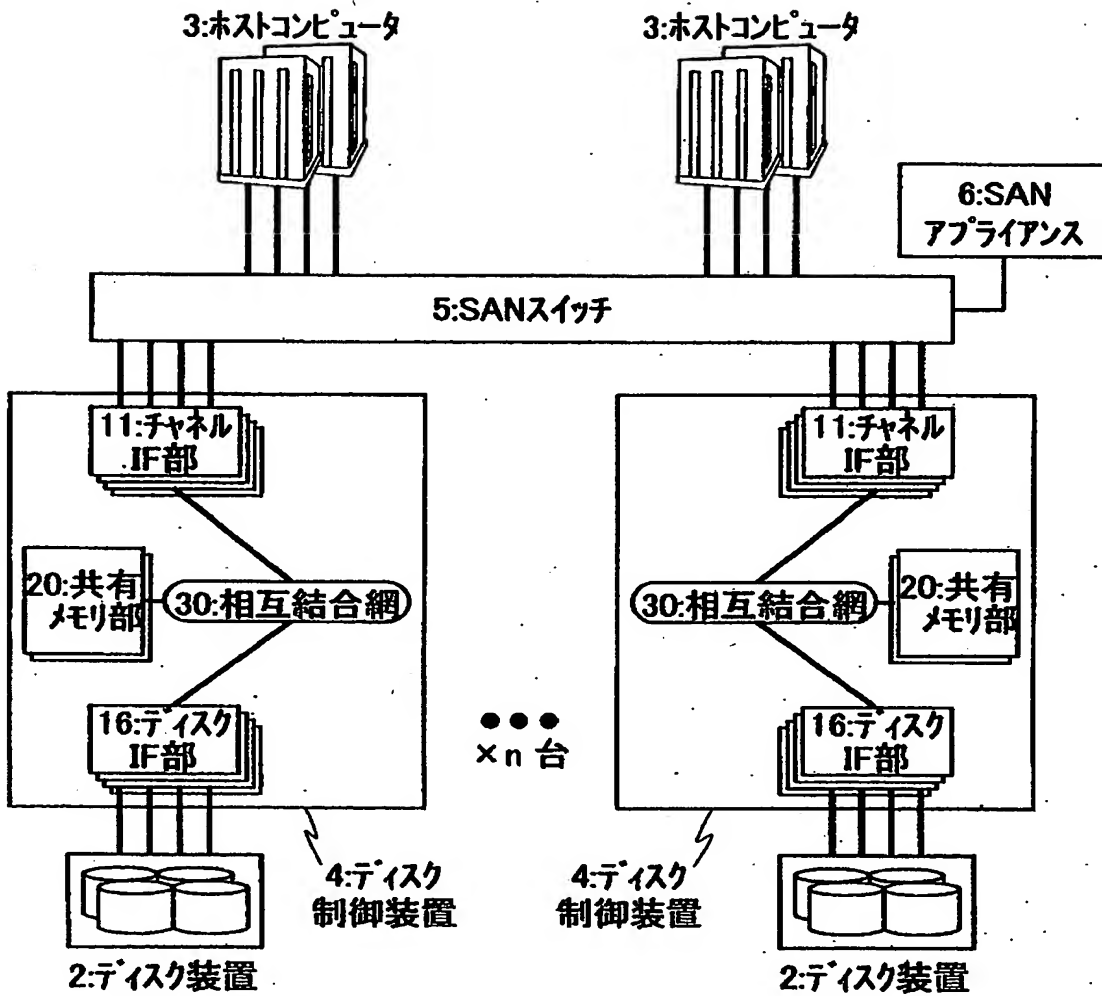 3:ホストコンピュータ
3:ホストコンピュータ
6:SAN
アプライアンス
5:SANスイッチ
11:チャネル
IF部
11:チャネル
IF部
20:共有
メモリ部
30:相互結合網
30:相互結合網
20:共有
メモリ部
16:ディスク
IF部
●●●
×n台
16:ディスク
IF部
4:ディスク
制御装置
4:ディスク
制御装置
2:ディスク装置
2:ディスク装置